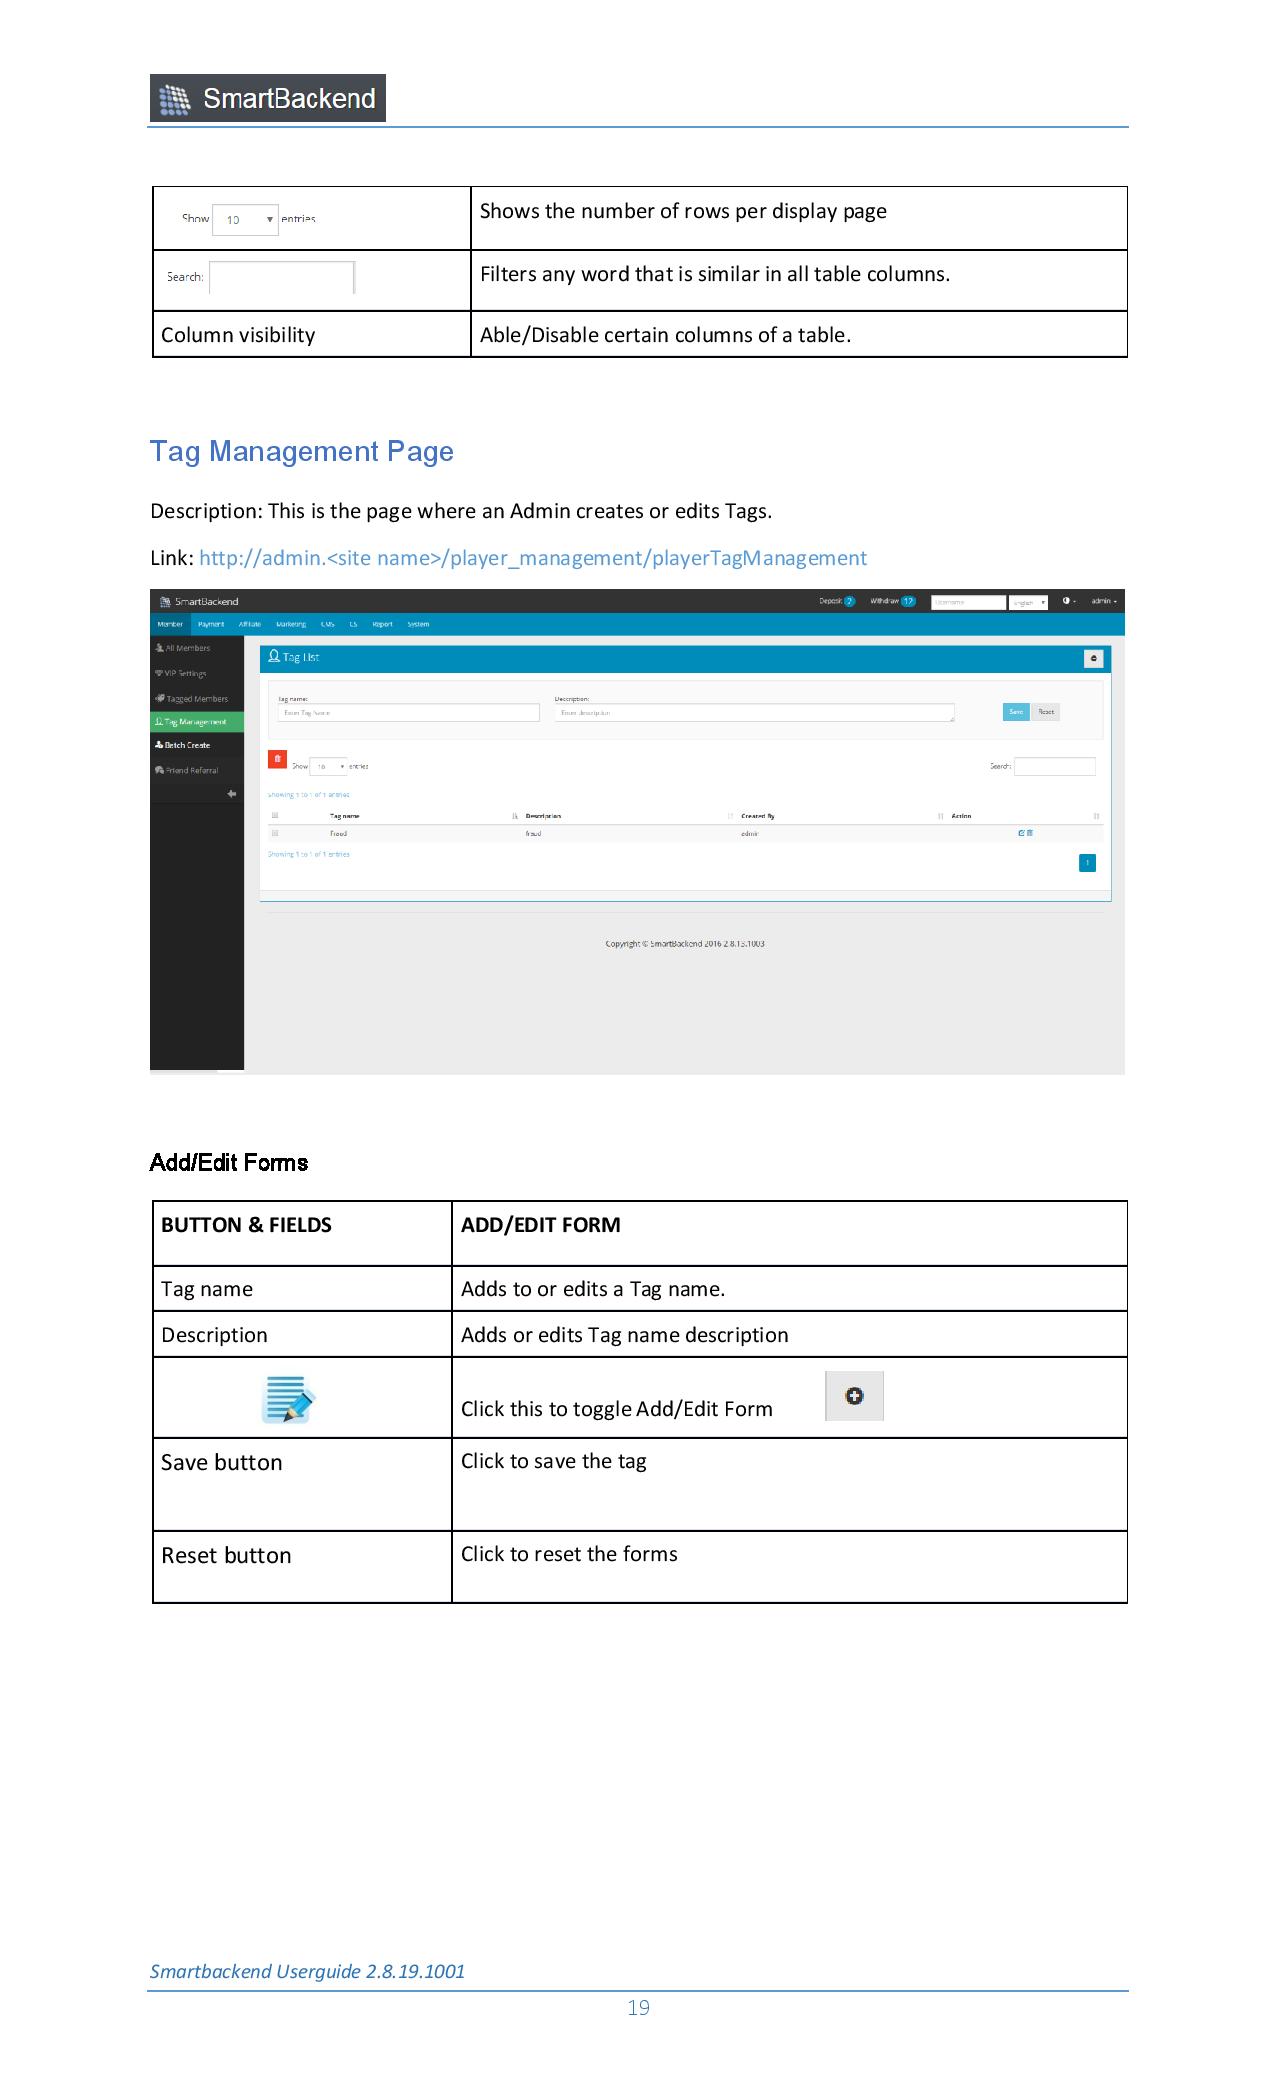 SmartBackend
Show 10 entries
Shows the number of rows per display page
Search:
Filters any word that is similar in all table columns.
Column visibility
Able/Disable certain columns of a table.
Tag Management Page
Description: This is the page where an Admin creates or edits Tags.
Link: http://admin.<site name>/player_management/playerTagManagement
SmartBackend Deposit 2 Withdraw 12 Username English admin
Member Payment Affiliate Marketing CMS CS Report System
All Members
VIP Settings
Tagged Members
Tag Management
Batch Create
Friend Referral
Tag List
Tag name: Description:
Enter Tag Name Enter description Save Reset
Show 10 entries Search:
Showing 1 to 1 of 1 entries
Tag name Description Created By Action
Fraud fraud admin
Showing 1 to 1 of 1 entries
1
Copyright © SmartBackend 2016 2.8.13.1003
Add/Edit Forms
BUTTON & FIELDS ADD/EDIT FORM
Tag name Adds to or edits a Tag name.
Description Adds or edits Tag name description
Click this to toggle Add/Edit Form
Save button Click to save the tag
Reset button Click to reset the forms
Smartbackend Userguide 2.8.19.1001
19